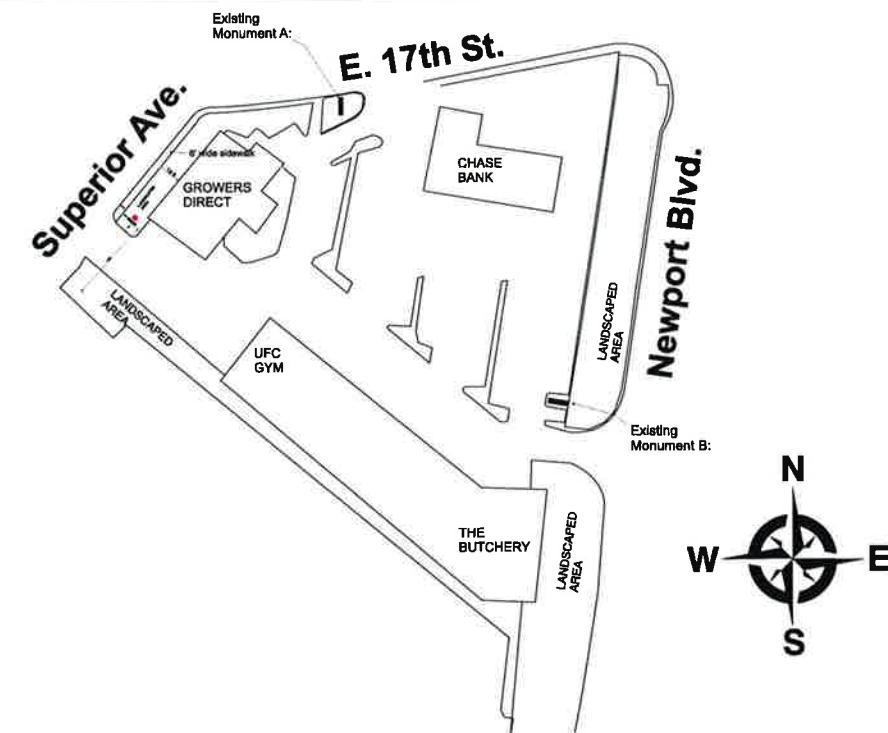 Existing
Monument A:
E. 17th St.
Superior Ave.
6' wide sidewalk
GROWERS
DIRECT
CHASE
BANK
Newport Blvd.
LANDSCAPED
AREA
LANDSCAPED
AREA
UFC
GYM
Existing
Monument B:
THE
BUTCHERY
LANDSCAPED
AREA
N
W
E
S